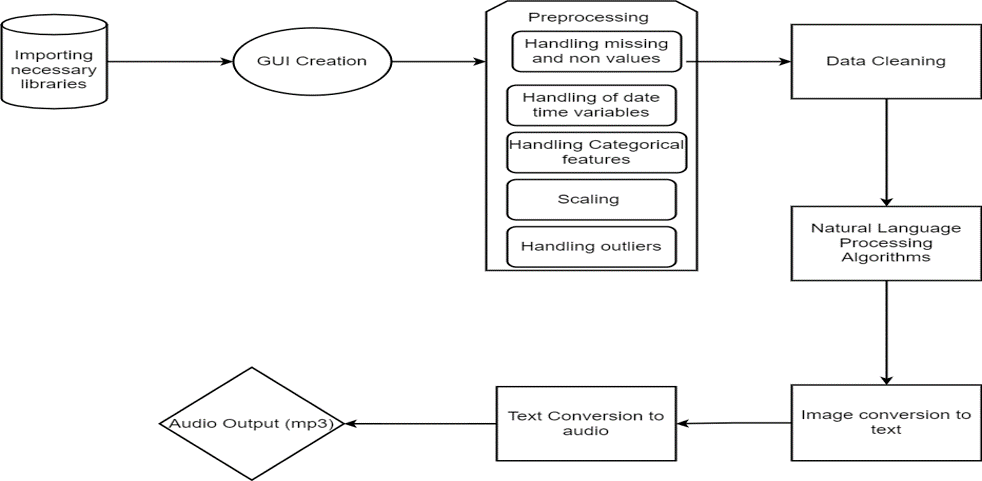 Importing
necessary
libraries
GUI Creation
Preprocessing
Handling missing
and non values
Handling of date
time variables
Handling Categorical
features
Scaling
Handling outliers
Data Cleaning
Natural Language
Processing
Algorithms
Image conversion to
text
Text Conversion to
audio
Audio Output (mp3)